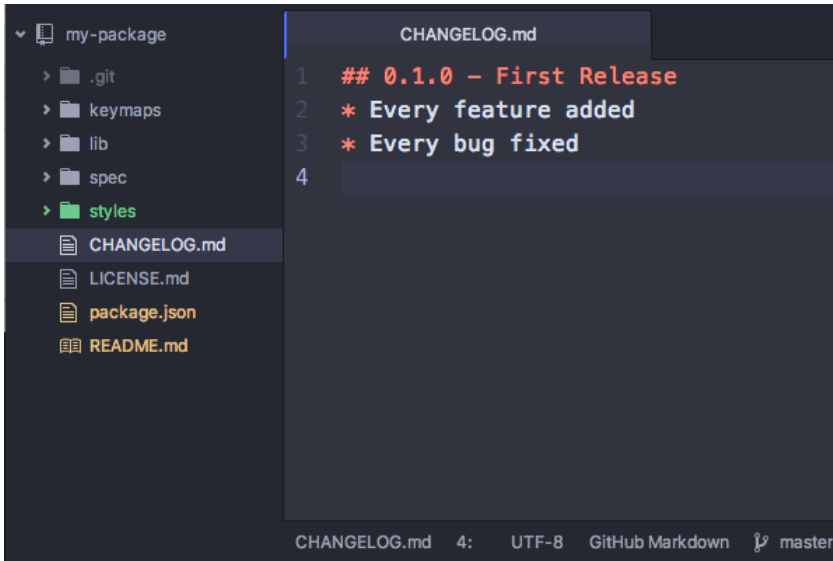 my-package
.git
keymaps
lib
spec
styles
CHANGELOG.md
LICENSE.md
package.json
README.md
CHANGELOG.md
1 ## 0.1.0 – First Release
2 * Every feature added
3 * Every bug fixed
4
CHANGELOG.md 4: UTF-8 GitHub Markdown master